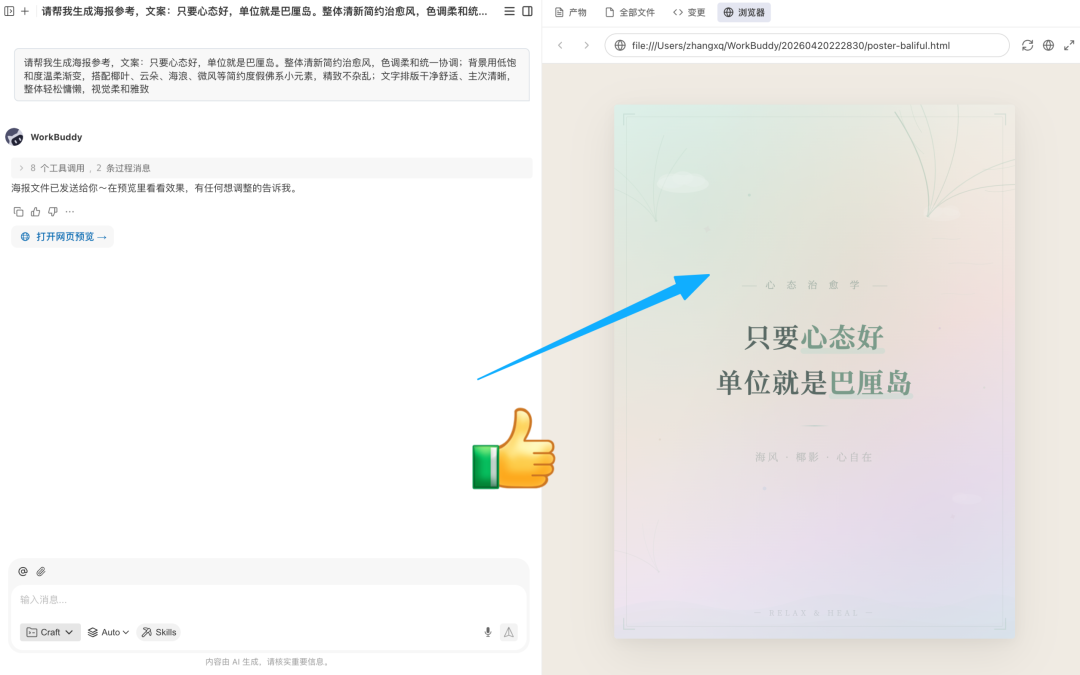 请帮我生成海报参考，文案：只要心态好，单位就是巴厘岛。整体清新简约治愈风，色调柔和统...
产物
全部文件
变更
浏览器
file:///Users/zhangxq/WorkBuddy/20260420222830/poster-baliful.html
请帮我生成海报参考，文案：只要心态好，单位就是巴厘岛。整体清新简约治愈风，色调柔和统一协调；背景用低饱
和度温柔渐变，搭配椰叶、云朵、海浪、微风等简约度假佛系小元素，精致不杂乱；文字排版干净舒适、主次清晰，
整体轻松慵懒，视觉柔和雅致
WorkBuddy
8 个工具调用 , 2 条过程消息
海报文件已发送给你～在预览里看看效果，有任何想调整的告诉我。
打开网页预览 →
心态治愈学
只要心态好
单位就是巴厘岛
海风 · 椰影 · 心自在
RELAX & HEAL
@
输入消息...
Craft
Auto
Skills
内容由 AI 生成，请核实重要信息。